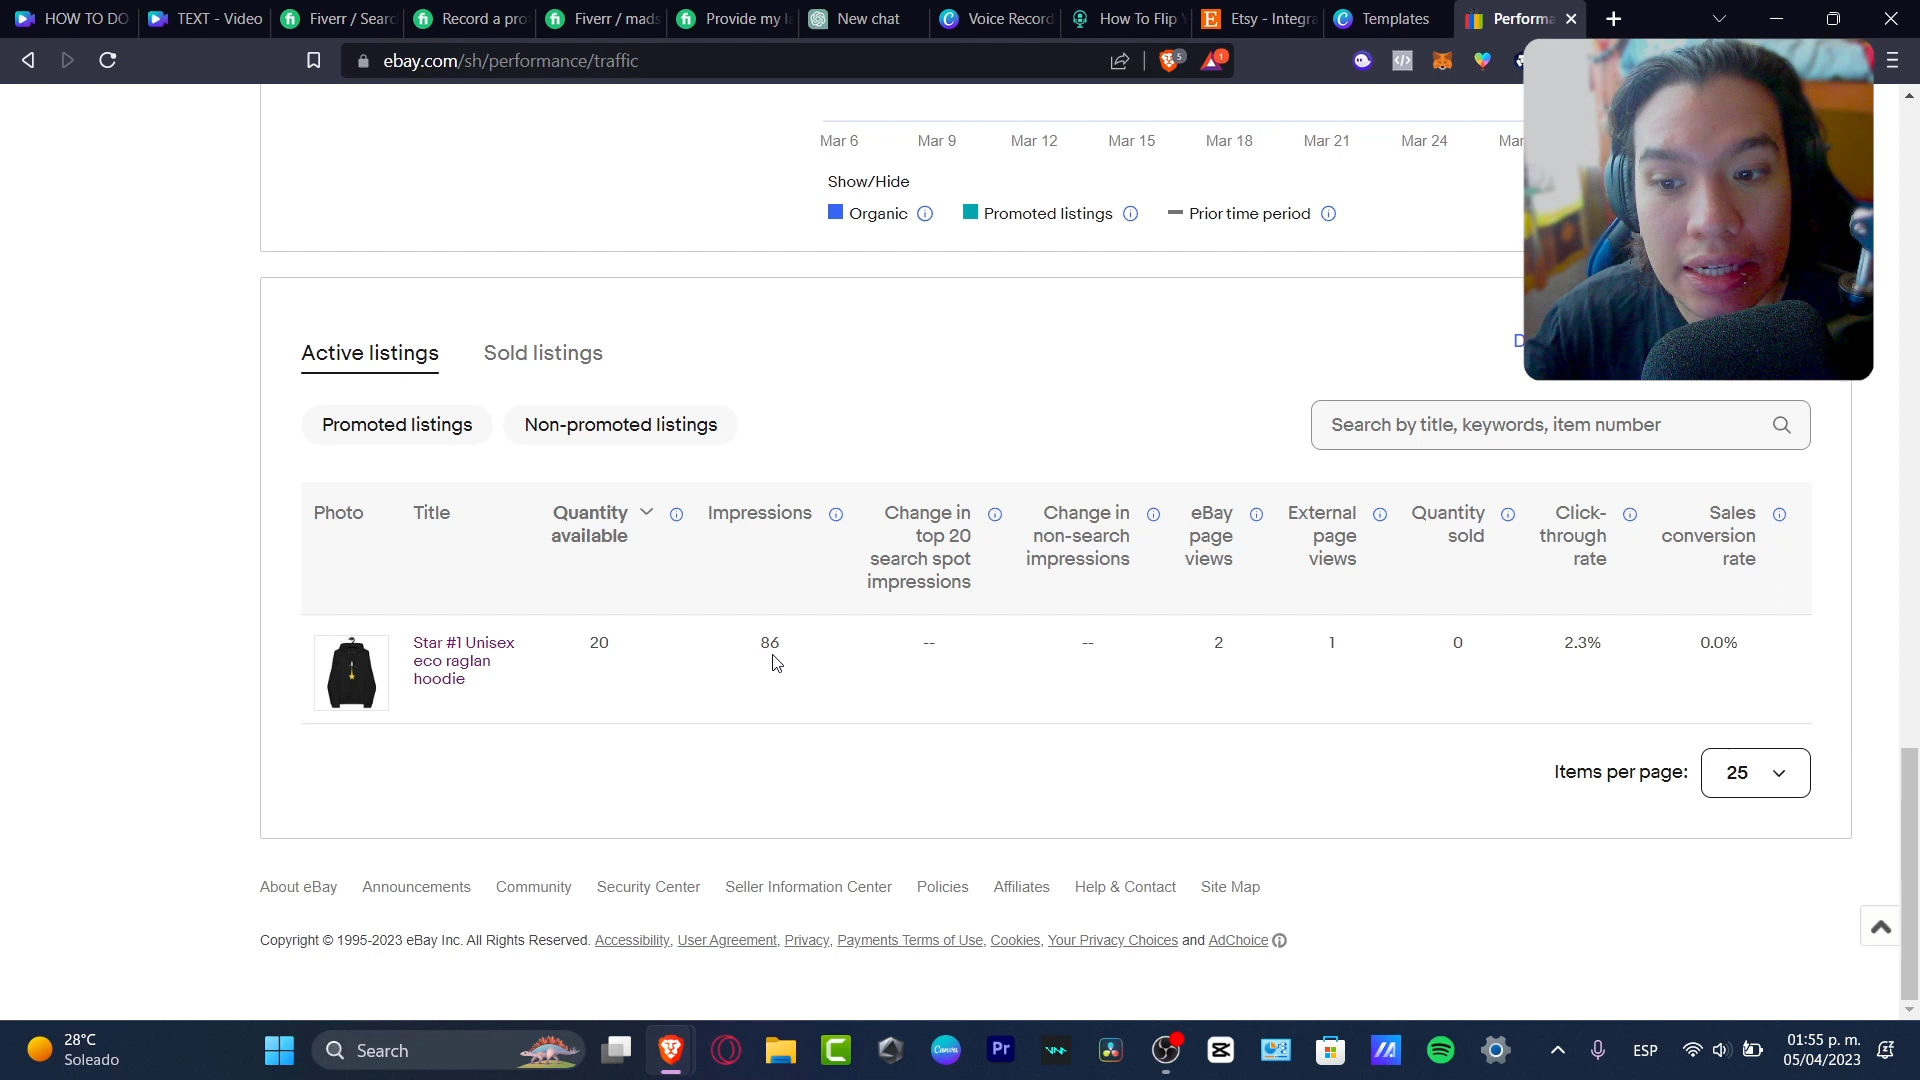 HOW TO DO
TEXT - Video
Fiverr / Sear
Record a pro
Fiverr / mads
Provide my l
New chat
Voice Record
How To Flip
Etsy - Integra
Templates
Performa
ebay.com/sh/performance/traffic
5
1
Mar 6 Mar 9 Mar 12 Mar 15 Mar 18 Mar 21 Mar 24 Mar
Show/Hide
Organic Promoted listings Prior time period
D
Active listings Sold listings
Promoted listings Non-promoted listings
Search by title, keywords, item number
Photo
Title
Quantity
available
Impressions
Change in
top 20
search spot
impressions
Change in
non-search
impressions
eBay
page
views
External
page
views
Quantity
sold
Click-
through
rate
Sales
conversion
rate
Star #1 Unisex
eco raglan
hoodie
20 86 -- -- 2 1 0 2.3% 0.0%
Items per page: 25
About eBay Announcements Community Security Center Seller Information Center Policies Affiliates Help & Contact Site Map
Copyright © 1995-2023 eBay Inc. All Rights Reserved. Accessibility, User Agreement, Privacy, Payments Terms of Use, Cookies, Your Privacy Choices and AdChoice
28°C
Soleado
Search
Canva
Pr
ESP
01:55 p. m.
05/04/2023